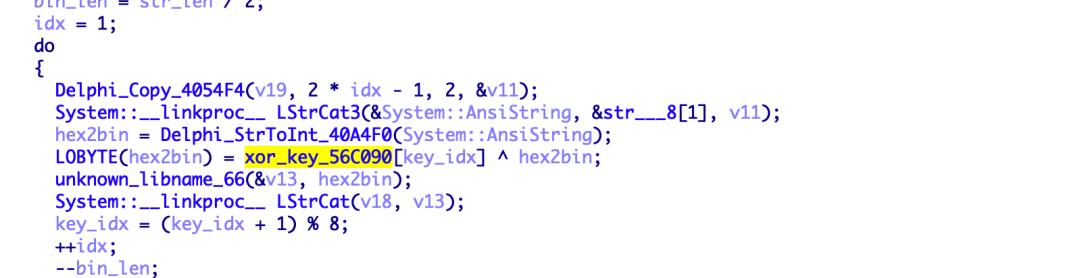 bin_len = str_len / 2;
idx = 1;
do
{
Delphi_Copy_4054F4(v19, 2 * idx - 1, 2, &v11);
System::__linkproc__ LStrCat3(&System::AnsiString, &str___8[1], v11);
hex2bin = Delphi_StrToInt_40A4F0(System::AnsiString);
LOBYTE(hex2bin) = xor_key_56C090[key_idx] ^ hex2bin;
unknown_libname_66(&v13, hex2bin);
System::__linkproc__ LStrCat(v18, v13);
key_idx = (key_idx + 1) % 8;
++idx;
--bin_len;